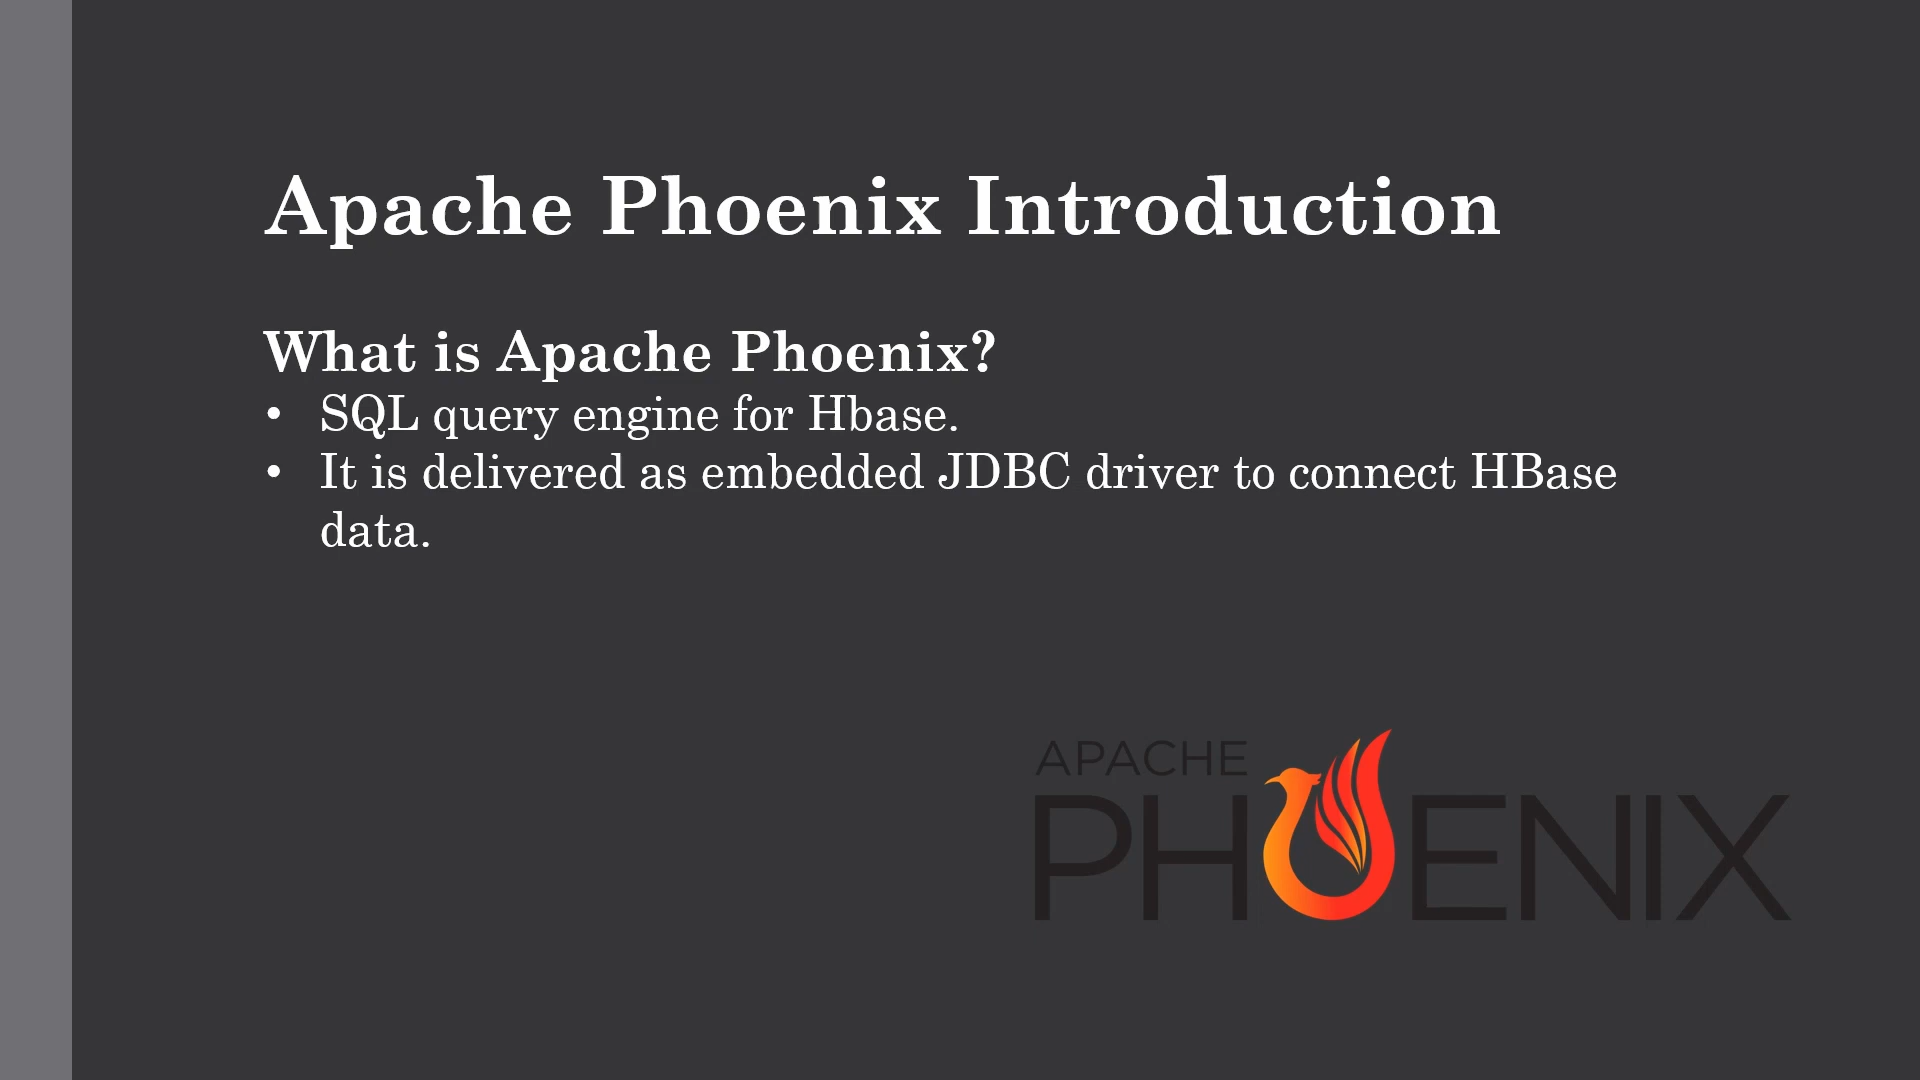 Apache Phoenix Introduction
What is Apache Phoenix?
• SQL query engine for Hbase.
• It is delivered as embedded JDBC driver to connect HBase
data.
APACHE
PHOENIX